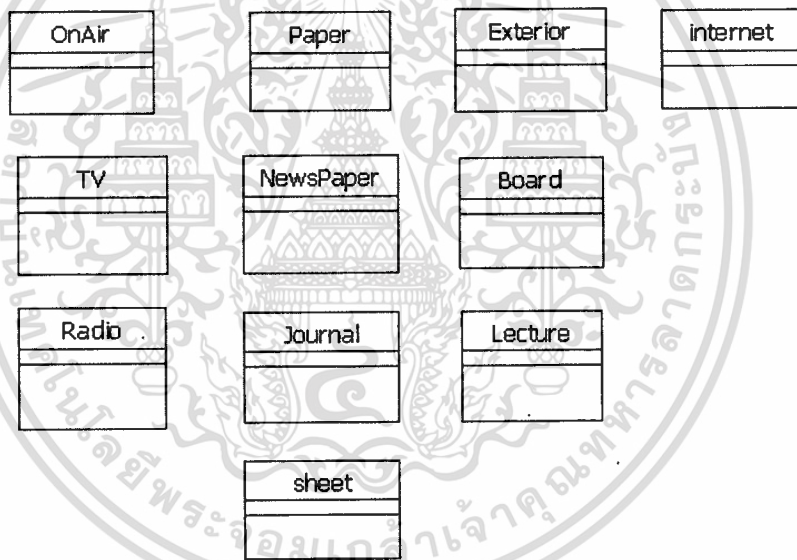 OnAir
Paper
Exterior
internet
TV
NewsPaper
Board
Radio
Journal
Lecture
sheet